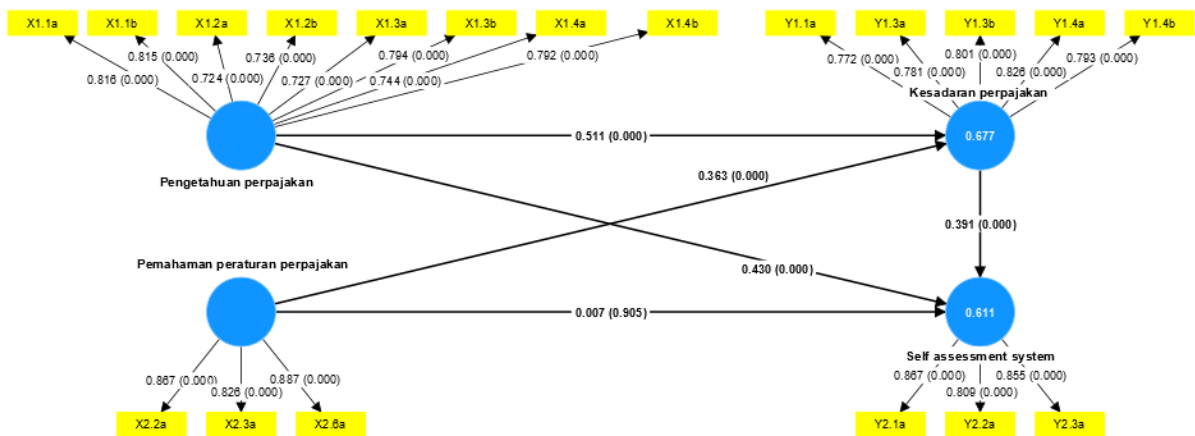 X1.1a X1.1b X1.2a X1.2b X1.3a X1.3b X1.4a X1.4b Y1.1a Y1.3a Y1.3b Y1.4a Y1.4b
0.816 (0.000) 0.815 (0.000) 0.724 (0.000) 0.736 (0.000) 0.727 (0.000) 0.794 (0.000) 0.744 (0.000) 0.792 (0.000) 0.772 (0.000) 0.781 (0.000) 0.801 (0.000) 0.826 (0.000) 0.793 (0.000)
Kesadaran perpajakan
0.511 (0.000) 0.677
Pengetahuan perpajakan 0.363 (0.000)
0.391 (0.000)
Pemahaman peraturan perpajakan 0.430 (0.000)
0.007 (0.905) 0.611
Self assessment system
0.867 (0.000) 0.826 (0.000) 0.887 (0.000) 0.867 (0.000) 0.809 (0.000) 0.855 (0.000)
X2.2a X2.3a X2.6a Y2.1a Y2.2a Y2.3a